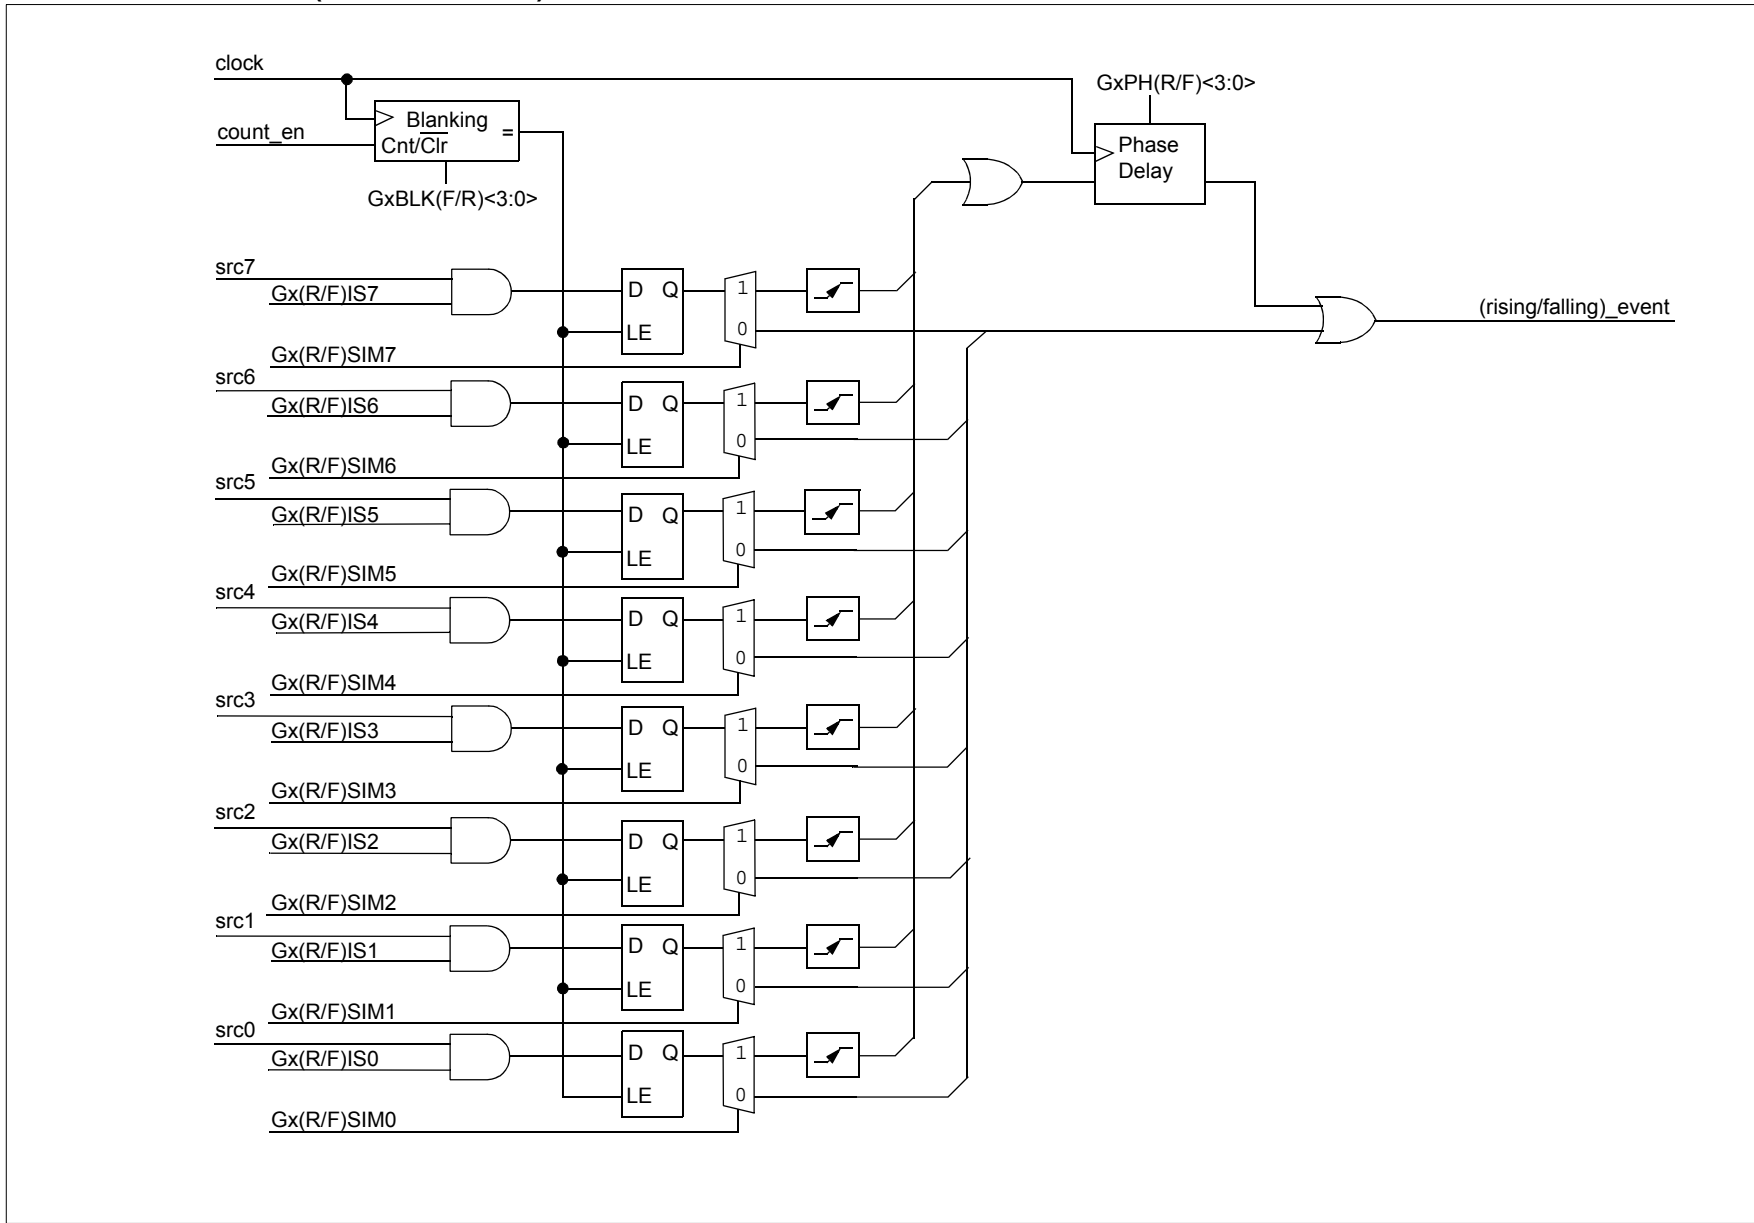 clock
GxPH(R/F)<3:0>
count_en
Blanking
=
Cnt/Clr
Phase
Delay
GxBLK(F/R)<3:0>
src7
Gx(R/F)IS7
D Q
1
LE
0
(rising/falling)_event
Gx(R/F)SIM7
src6
Gx(R/F)IS6
D Q
1
LE
0
Gx(R/F)SIM6
src5
Gx(R/F)IS5
D Q
1
LE
0
Gx(R/F)SIM5
src4
Gx(R/F)IS4
D Q
1
LE
0
Gx(R/F)SIM4
src3
Gx(R/F)IS3
D Q
1
LE
0
Gx(R/F)SIM3
src2
Gx(R/F)IS2
D Q
1
LE
0
Gx(R/F)SIM2
src1
Gx(R/F)IS1
D Q
1
LE
0
Gx(R/F)SIM1
src0
Gx(R/F)IS0
D Q
1
LE
0
Gx(R/F)SIM0